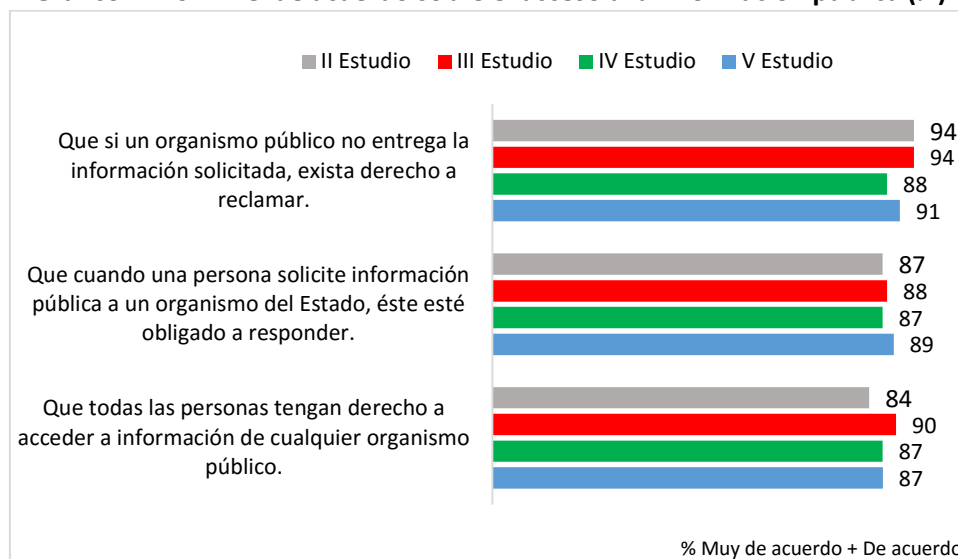 II Estudio III Estudio IV Estudio V Estudio
Que si un organismo público no entrega la
información solicitada, exista derecho a
reclamar.
94
94
88
91
Que cuando una persona solicite información
pública a un organismo del Estado, éste esté
obligado a responder.
87
88
87
89
Que todas las personas tengan derecho a
acceder a información de cualquier organismo
público.
84
90
87
87
% Muy de acuerdo + De acuerdo